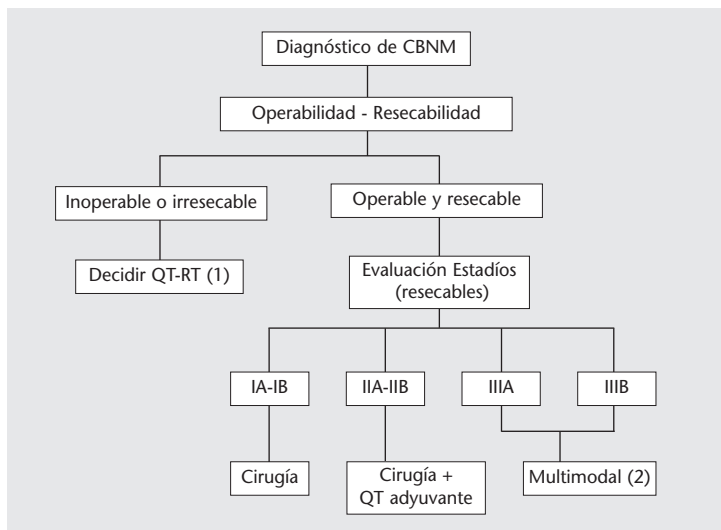 Diagnóstico de CBNM
Operabilidad - Resecabilidad
Inoperable o irresecable
Operable y resecable
Decidir QT-RT (1)
Evaluación Estadíos
(resecables)
IA-IB
IIA-IIB
IIIA
IIIB
Cirugía
Cirugía +
QT adyuvante
Multimodal (2)